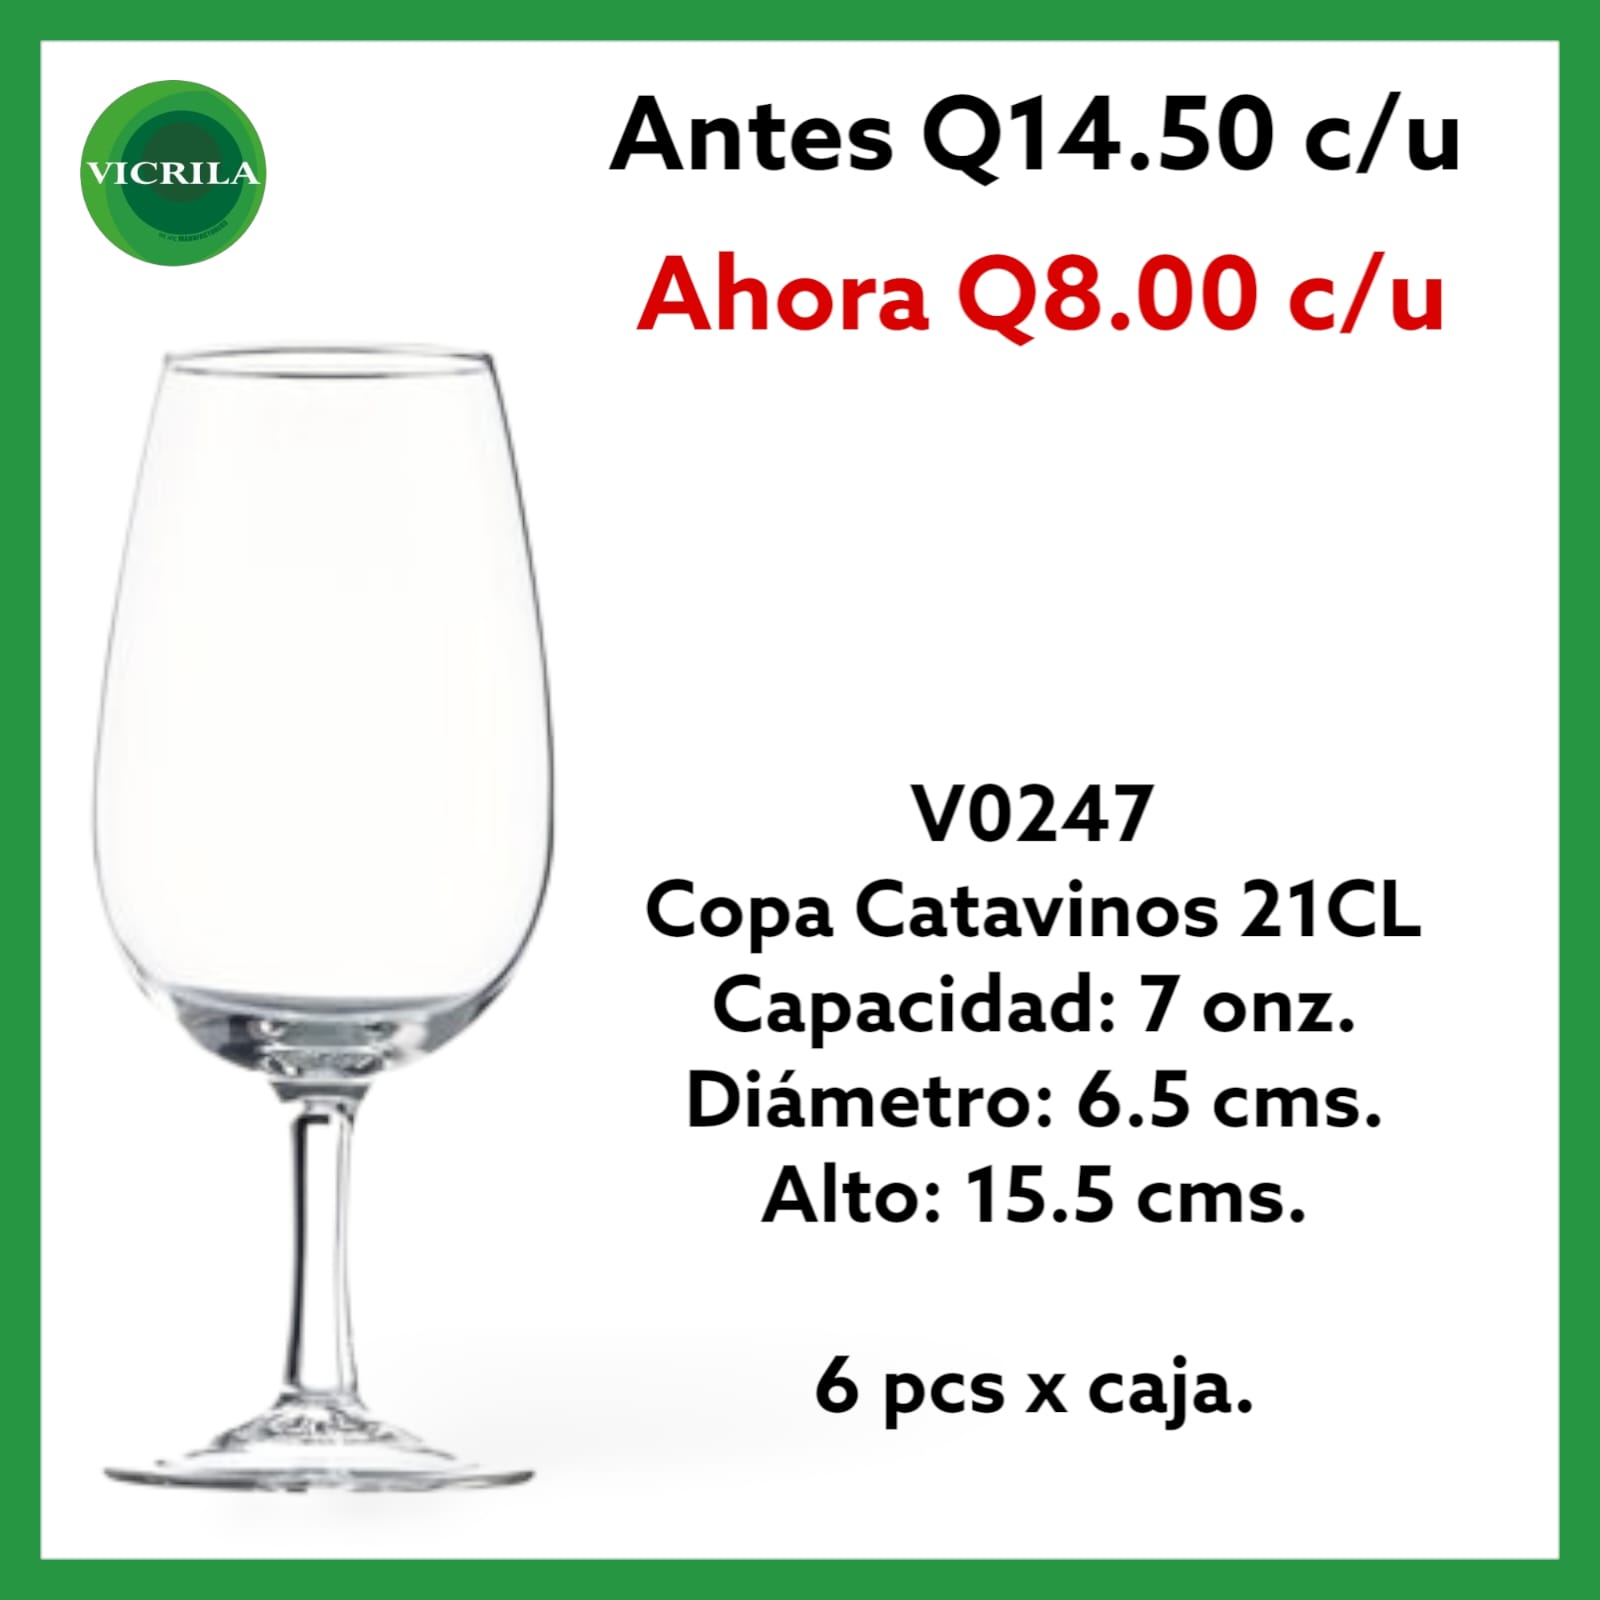 VICRILA
Antes Q14.50 c/u
Ahora Q8.00 c/u
V0247
Copa Catavinos 21CL
Capacidad: 7 onz.
Diámetro: 6.5 cms.
Alto: 15.5 cms.
6 pcs x caja.